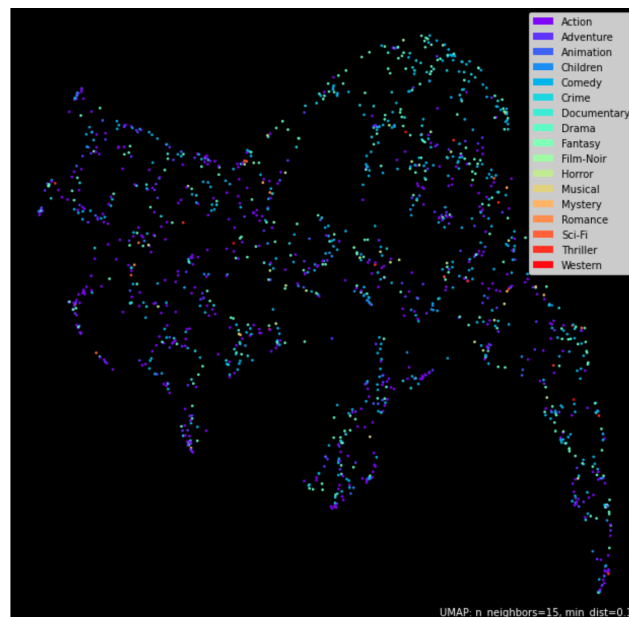 Action
Adventure
Animation
Children
Comedy
Crime
Documentary
Drama
Fantasy
Film-Noir
Horror
Musical
Mystery
Romance
Sci-Fi
Thriller
Western
UMAP: n_neighbors=15, min_dist=0.1